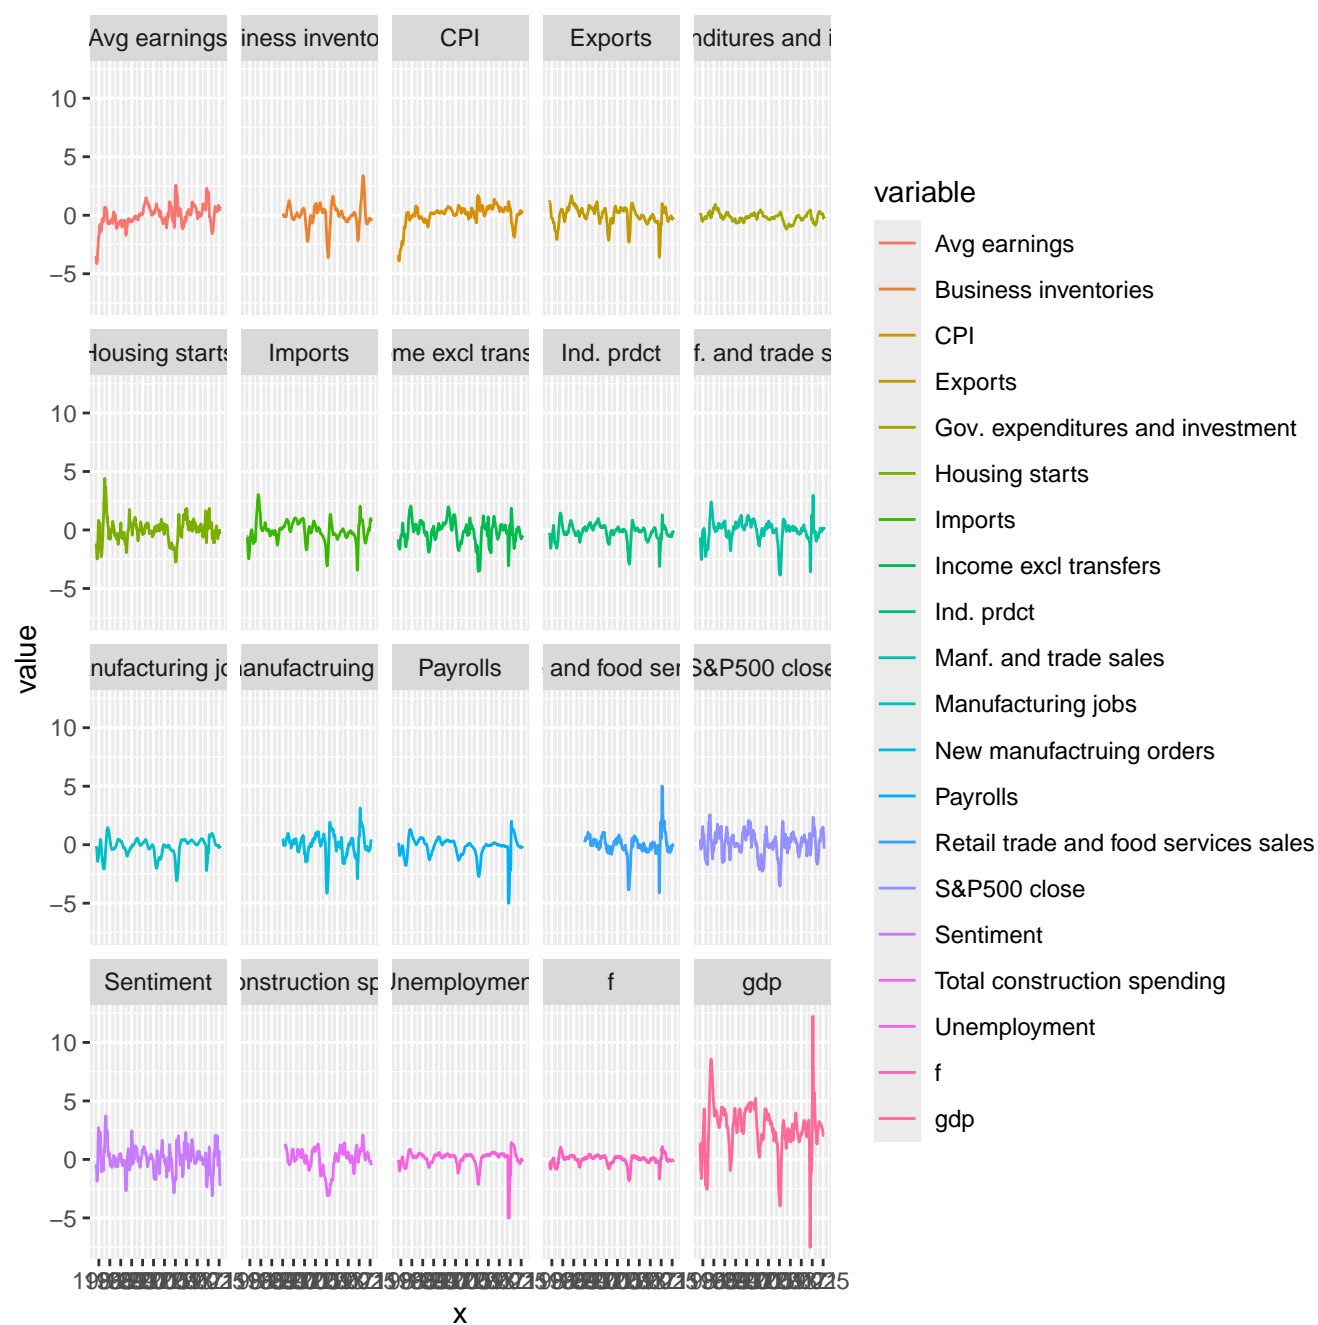 Avg earnings
iness invento
CPI
Exports
nditures and i
10
5
0
−5
Housing starts
Imports
me excl trans
Ind. prdct
f. and trade s
10
5
0
−5
nufacturing jo
anufactruing
Payrolls
and food ser
S&P500 close
10
5
0
−5
Sentiment
onstruction sp
Unemploymen
f
gdp
10
5
0
−5
x
value
variable
Avg earnings
Business inventories
CPI
Exports
Gov. expenditures and investment
Housing starts
Imports
Income excl transfers
Ind. prdct
Manf. and trade sales
Manufacturing jobs
New manufactruing orders
Payrolls
Retail trade and food services sales
S&P500 close
Sentiment
Total construction spending
Unemployment
f
gdp